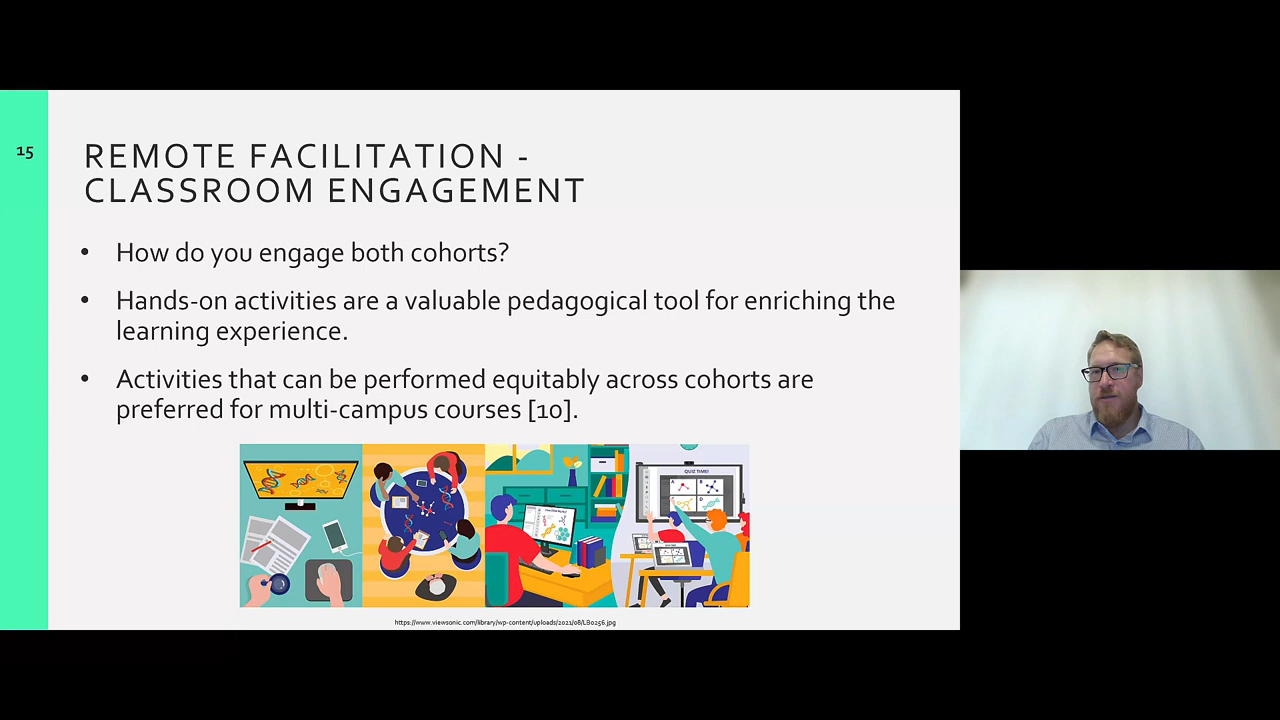 15
REMOTE FACILITATION -
CLASSROOM ENGAGEMENT
• How do you engage both cohorts?
• Hands-on activities are a valuable pedagogical tool for enriching the
learning experience.
• Activities that can be performed equitably across cohorts are
preferred for multi-campus courses [10].
QUIZ TIME!
https://www.viewsonic.com/library/wp-content/uploads/2021/08/LB0256.jpg